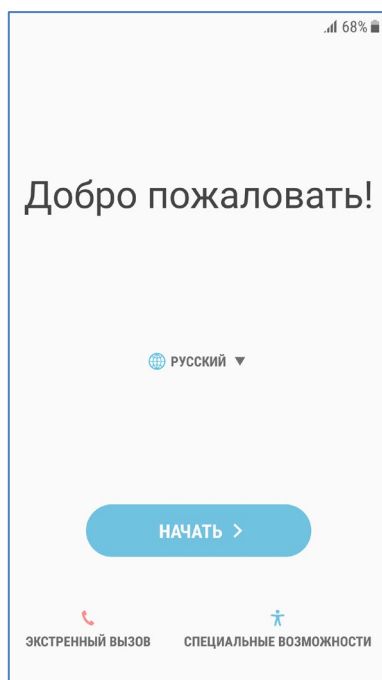 68%
Добро пожаловать!
РУССКИЙ
НАЧАТЬ
ЭКСТРЕННЫЙ ВЫЗОВ
СПЕЦИАЛЬНЫЕ ВОЗМОЖНОСТИ